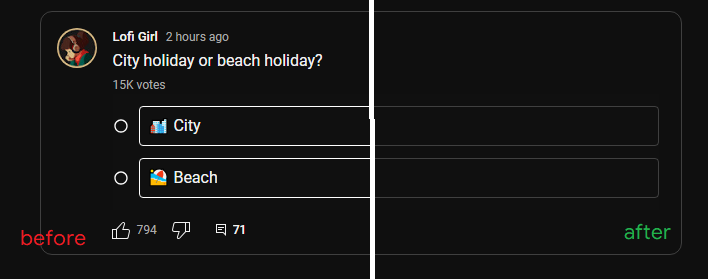 Lofi Girl 2 hours ago
City holiday or beach holiday?
15K votes
City
Beach
794 71
before
after